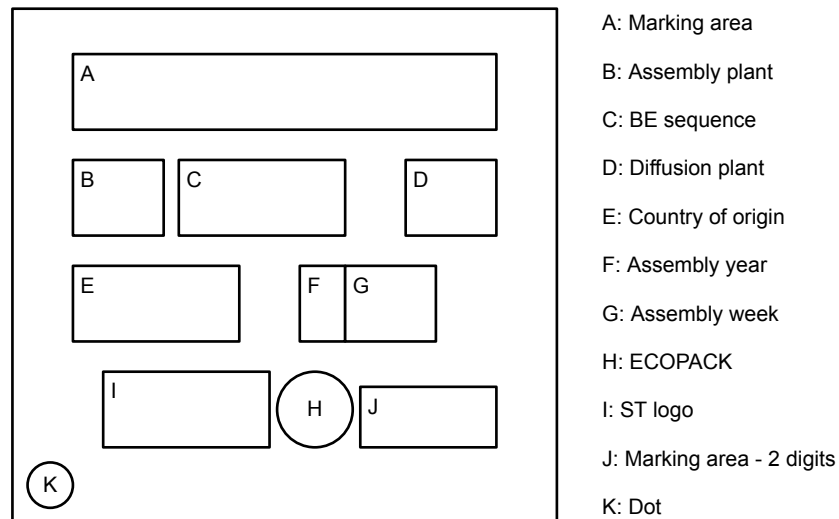 A
B C D
E F G
I H J
K
A: Marking area
B: Assembly plant
C: BE sequence
D: Diffusion plant
E: Country of origin
F: Assembly year
G: Assembly week
H: ECOPACK
I: ST logo
J: Marking area - 2 digits
K: Dot